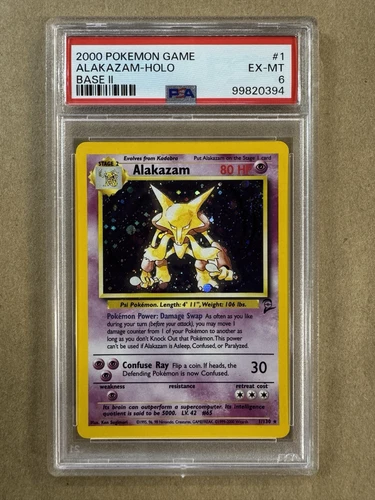 2000 POKEMON GAME #1
ALAKAZAM-HOLO EX-MT
BASE II 6
PSA 99820394
STAGE 2 Evolves from Kadabra Put Alakazam on the Stage 1 card
Alakazam 80 HP
Psi Pokémon. Length: 4' 11", Weight: 106 lbs.
Pokémon Power: Damage Swap As often as you like
during your turn (before your attack), you may move 1
damage counter from 1 of your Pokémon to another as
long as you don't Knock Out that Pokémon. This power
can't be used if Alakazam is Asleep, Confused, or Paralyzed.
Confuse Ray Flip a coin. If heads, the
Defending Pokémon is now Confused. 30
weakness resistance retreat cost
Its brain can outperform a supercomputer. Its intelligence
quotient is said to be 5000. LV. 42 #65
Illus. Ken Sugimori